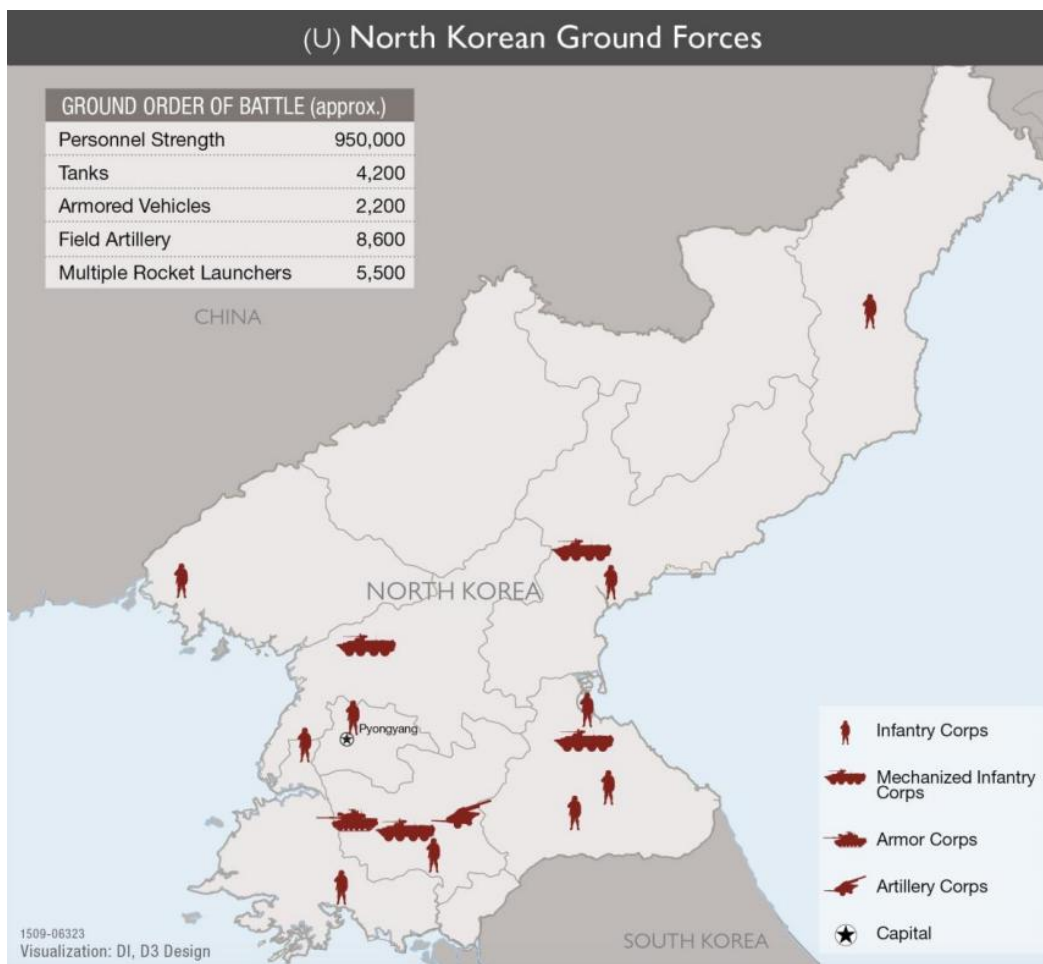 (U) North Korean Ground Forces
GROUND ORDER OF BATTLE (approx.)
Personnel Strength 950,000
Tanks 4,200
Armored Vehicles 2,200
Field Artillery 8,600
Multiple Rocket Launchers 5,500
CHINA
NORTH KOREA
Pyongyang
Infantry Corps
Mechanized Infantry
Corps
Armor Corps
Artillery Corps
Capital
SOUTH KOREA
1509-06323
Visualization: DI, D3 Design